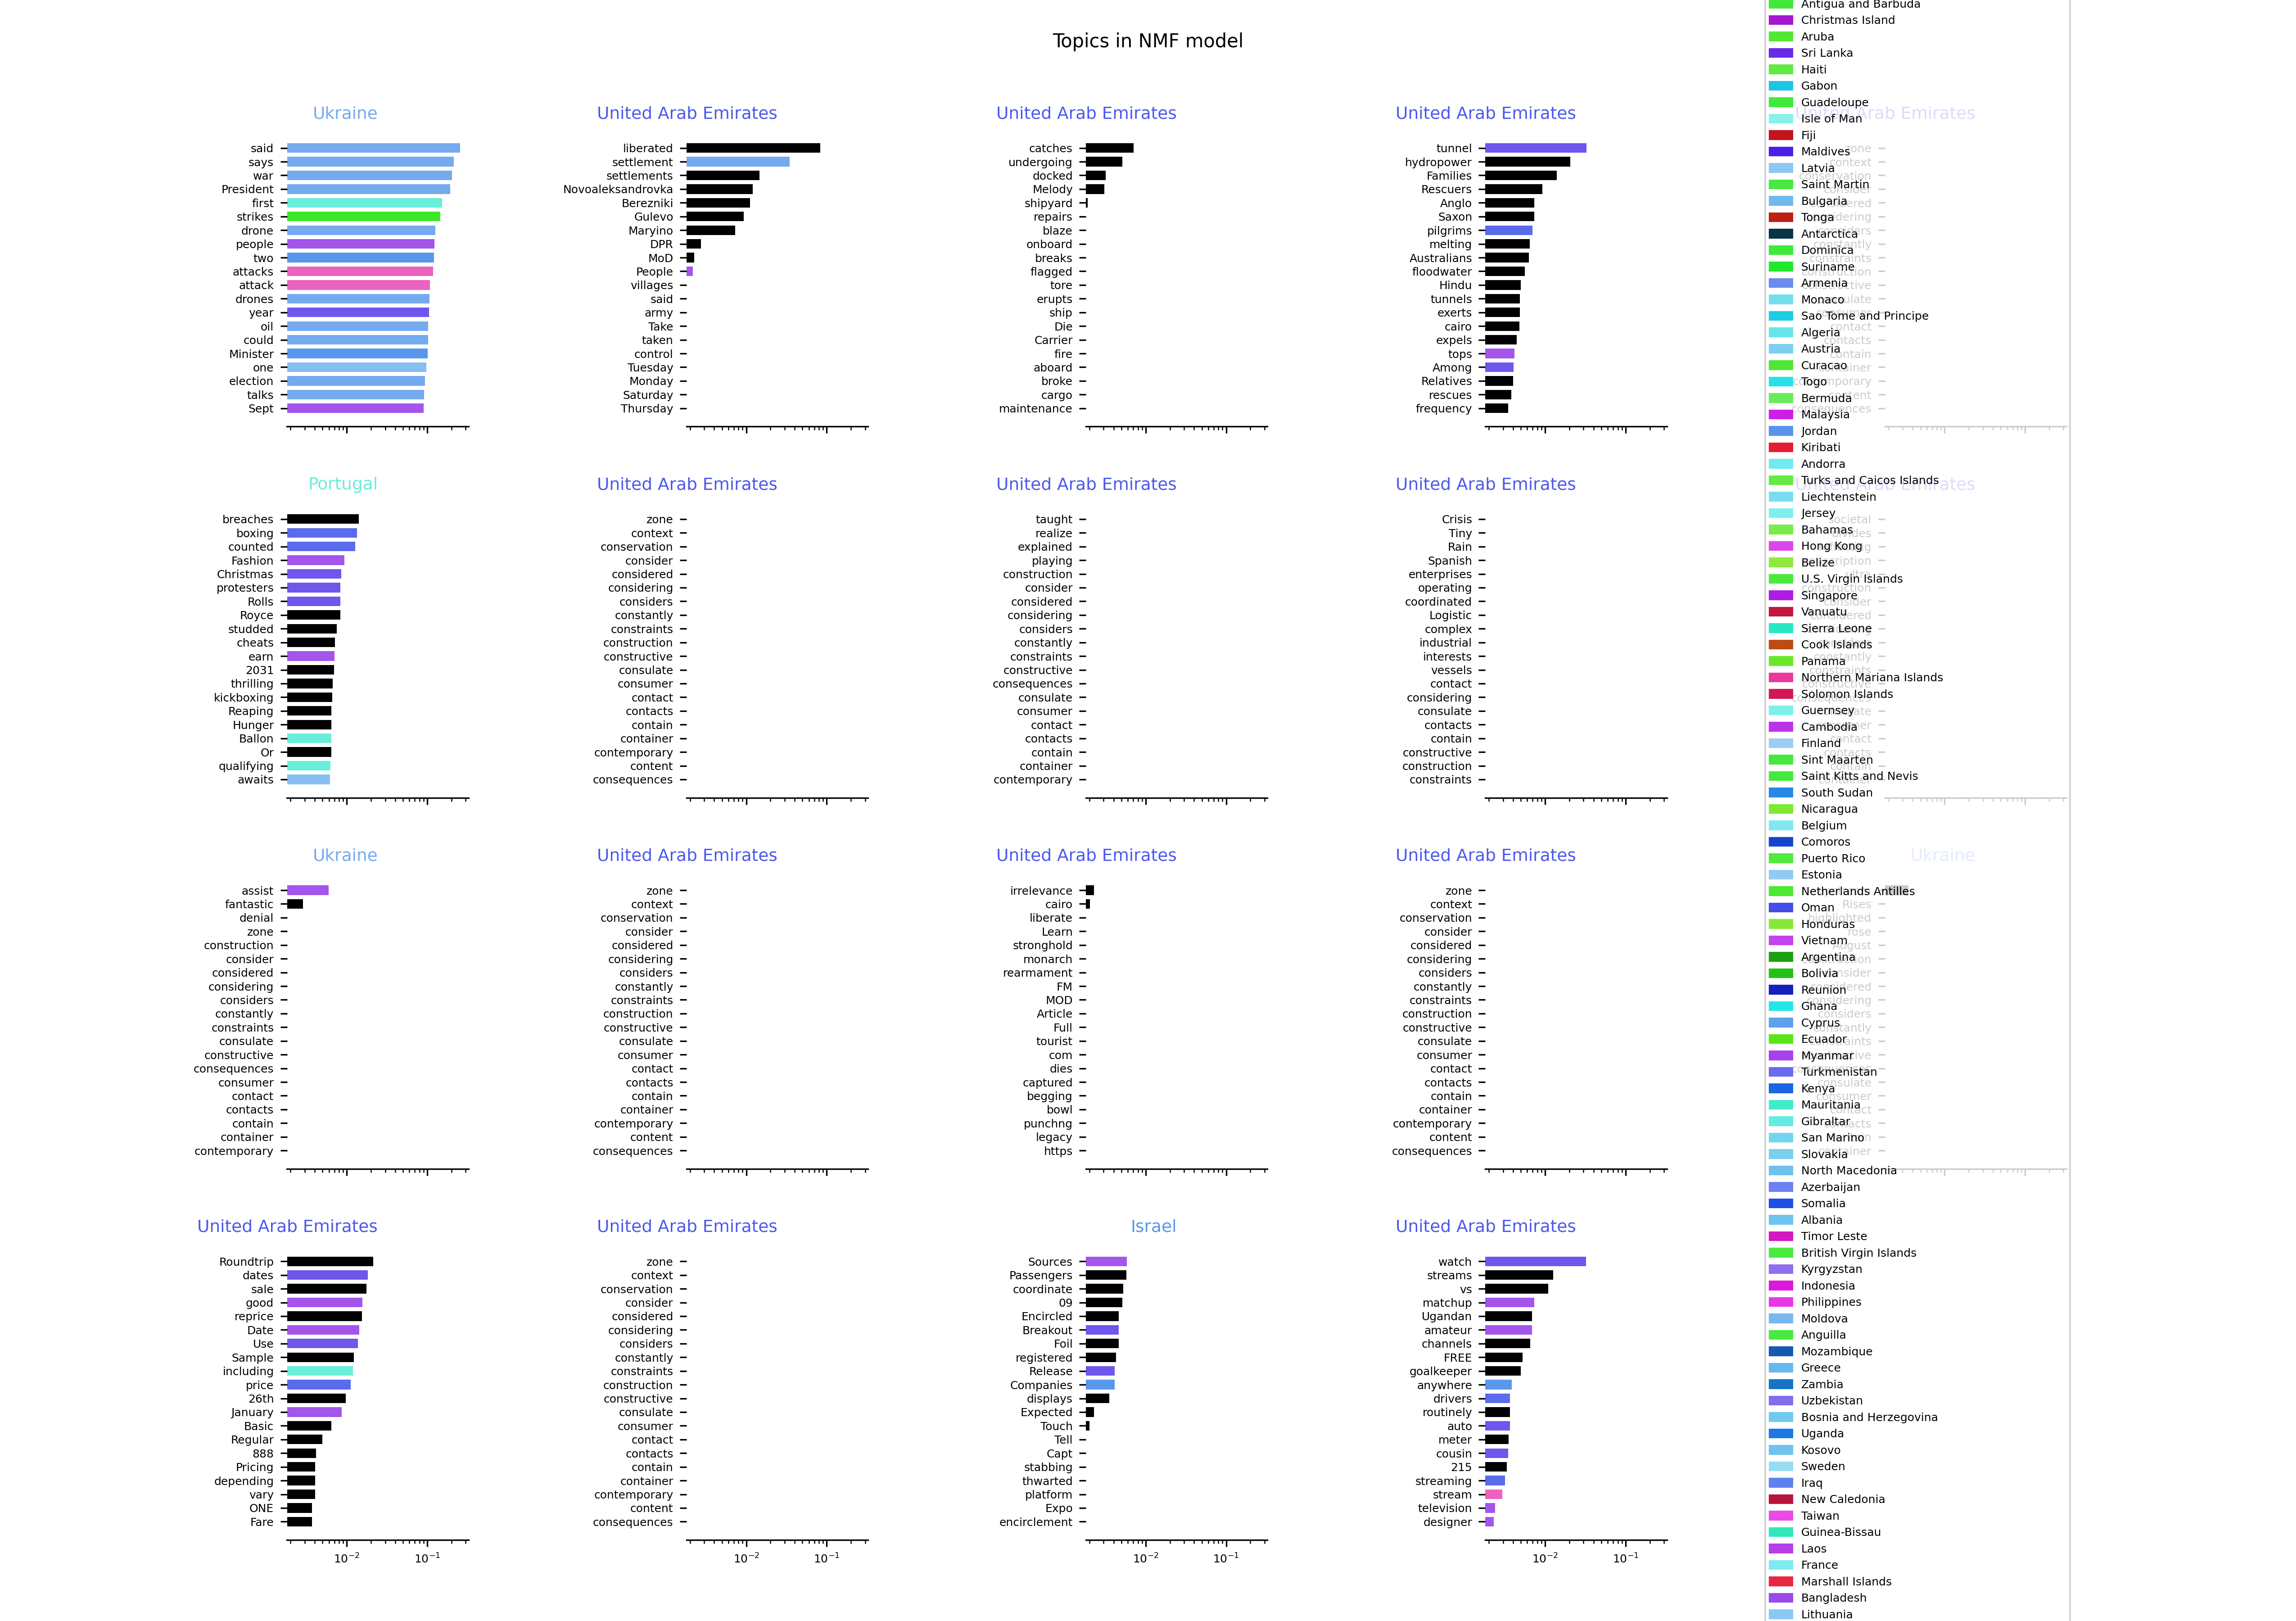 Topics in NMF model
Ukraine
said
says
war
President
first
strikes
drone
people
two
attacks
attack
drones
year
oil
could
Minister
one
election
talks
Sept
United Arab Emirates
liberated
settlement
settlements
Novoaleksandrovka
Berezniki
Gulevo
Maryino
DPR
MoD
People
villages
said
army
Take
taken
control
Tuesday
Monday
Saturday
Thursday
United Arab Emirates
catches
undergoing
docked
Melody
shipyard
repairs
blaze
onboard
breaks
flagged
tore
erupts
ship
Die
Carrier
fire
aboard
broke
cargo
maintenance
United Arab Emirates
tunnel
hydropower
Families
Rescuers
Anglo
Saxon
pilgrims
melting
Australians
floodwater
Hindu
tunnels
exerts
cairo
expels
tops
Among
Relatives
rescues
frequency
Portugal
breaches
boxing
counted
Fashion
Christmas
protesters
Rolls
Royce
studded
cheats
earn
2031
thrilling
kickboxing
Reaping
Hunger
Ballon
Or
qualifying
awaits
United Arab Emirates
zone
context
conservation
consider
considered
considering
considers
constantly
constraints
construction
constructive
consulate
consumer
contact
contacts
contain
container
contemporary
content
consequences
United Arab Emirates
taught
realize
explained
playing
construction
consider
considered
considering
considers
constantly
constraints
constructive
consequences
consulate
consumer
contact
contacts
contain
container
contemporary
United Arab Emirates
Crisis
Tiny
Rain
Spanish
enterprises
operating
coordinated
Logistic
complex
industrial
interests
vessels
contact
considering
consulate
contacts
contain
constructive
construction
constraints
Ukraine
assist
fantastic
denial
zone
construction
consider
considered
considering
considers
constantly
constraints
consulate
constructive
consequences
consumer
contact
contacts
contain
container
contemporary
United Arab Emirates
zone
context
conservation
consider
considered
considering
considers
constantly
constraints
construction
constructive
consulate
consumer
contact
contacts
contain
container
contemporary
content
consequences
United Arab Emirates
irrelevance
cairo
liberate
Learn
stronghold
monarch
rearmament
FM
MOD
Article
Full
tourist
com
dies
captured
begging
bowl
punchng
legacy
https
United Arab Emirates
zone
context
conservation
consider
considered
considering
considers
constantly
constraints
construction
constructive
consulate
consumer
contact
contacts
contain
container
contemporary
content
consequences
Ukraine
United Arab Emirates
Roundtrip
dates
sale
good
reprice
Date
Use
Sample
including
price
26th
January
Basic
Regular
888
Pricing
depending
vary
ONE
Fare
10⁻² 10⁻¹
United Arab Emirates
zone
context
conservation
consider
considered
considering
considers
constantly
constraints
construction
constructive
consulate
consumer
contact
contacts
contain
container
contemporary
content
consequences
10⁻² 10⁻¹
Israel
Sources
Passengers
coordinate
09
Encircled
Breakout
Foil
registered
Release
Companies
displays
Expected
Touch
Tell
Capt
stabbing
thwarted
platform
Expo
encirclement
10⁻² 10⁻¹
United Arab Emirates
watch
streams
vs
matchup
Ugandan
amateur
channels
FREE
goalkeeper
anywhere
drivers
routinely
auto
meter
cousin
215
streaming
stream
television
designer
10⁻² 10⁻¹
Antigua and Barbuda
Christmas Island
Aruba
Sri Lanka
Haiti
Gabon
Guadeloupe
Isle of Man
Fiji
Maldives
Latvia
Saint Martin
Bulgaria
Tonga
Antarctica
Dominica
Suriname
Armenia
Monaco
Sao Tome and Principe
Algeria
Austria
Curacao
Togo
Bermuda
Malaysia
Jordan
Kiribati
Andorra
Turks and Caicos Islands
Liechtenstein
Jersey
Bahamas
Hong Kong
Belize
U.S. Virgin Islands
Singapore
Vanuatu
Sierra Leone
Cook Islands
Panama
Northern Mariana Islands
Solomon Islands
Guernsey
Cambodia
Finland
Sint Maarten
Saint Kitts and Nevis
South Sudan
Nicaragua
Belgium
Comoros
Puerto Rico
Estonia
Netherlands Antilles
Oman
Honduras
Vietnam
Argentina
Bolivia
Reunion
Ghana
Cyprus
Ecuador
Myanmar
Turkmenistan
Kenya
Mauritania
Gibraltar
San Marino
Slovakia
North Macedonia
Azerbaijan
Somalia
Albania
Timor Leste
British Virgin Islands
Kyrgyzstan
Indonesia
Philippines
Moldova
Anguilla
Mozambique
Greece
Zambia
Uzbekistan
Bosnia and Herzegovina
Uganda
Kosovo
Sweden
Iraq
New Caledonia
Taiwan
Guinea-Bissau
Laos
France
Marshall Islands
Bangladesh
Lithuania